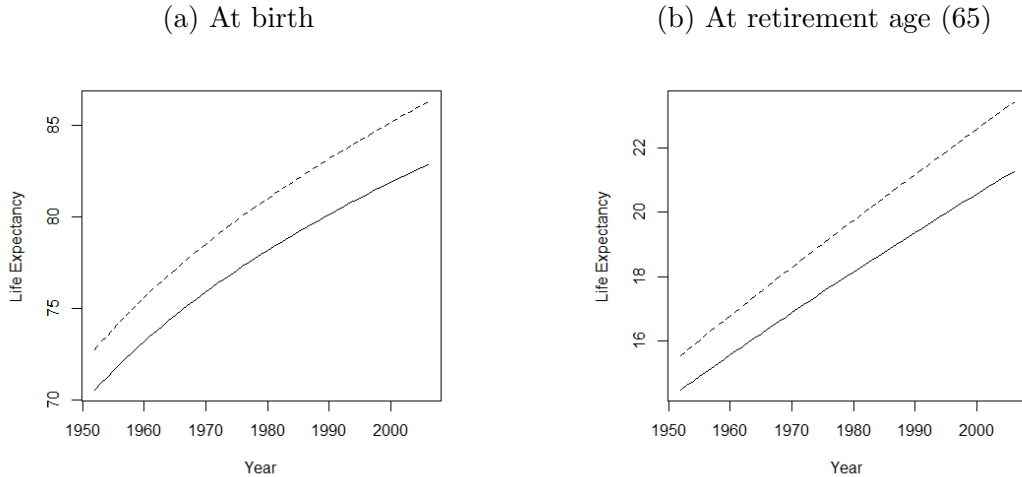 (a) At birth
Life Expectancy
85
80
75
70
1950 1960 1970 1980 1990 2000
Year
(b) At retirement age (65)
Life Expectancy
22
20
18
16
1950 1960 1970 1980 1990 2000
Year